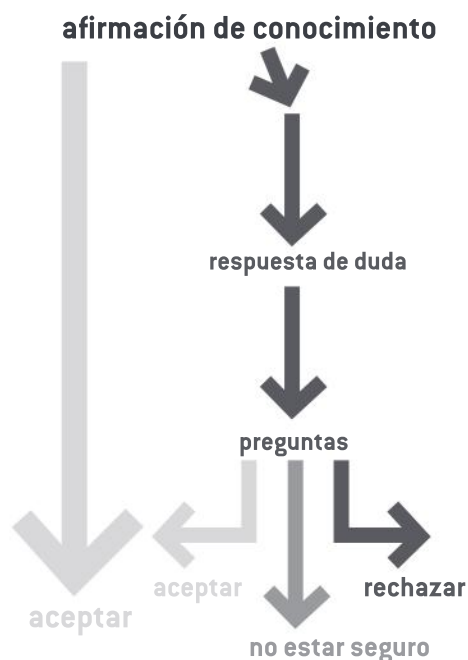 afirmación de conocimiento
respuesta de duda
preguntas
aceptar
rechazar
aceptar
no estar seguro